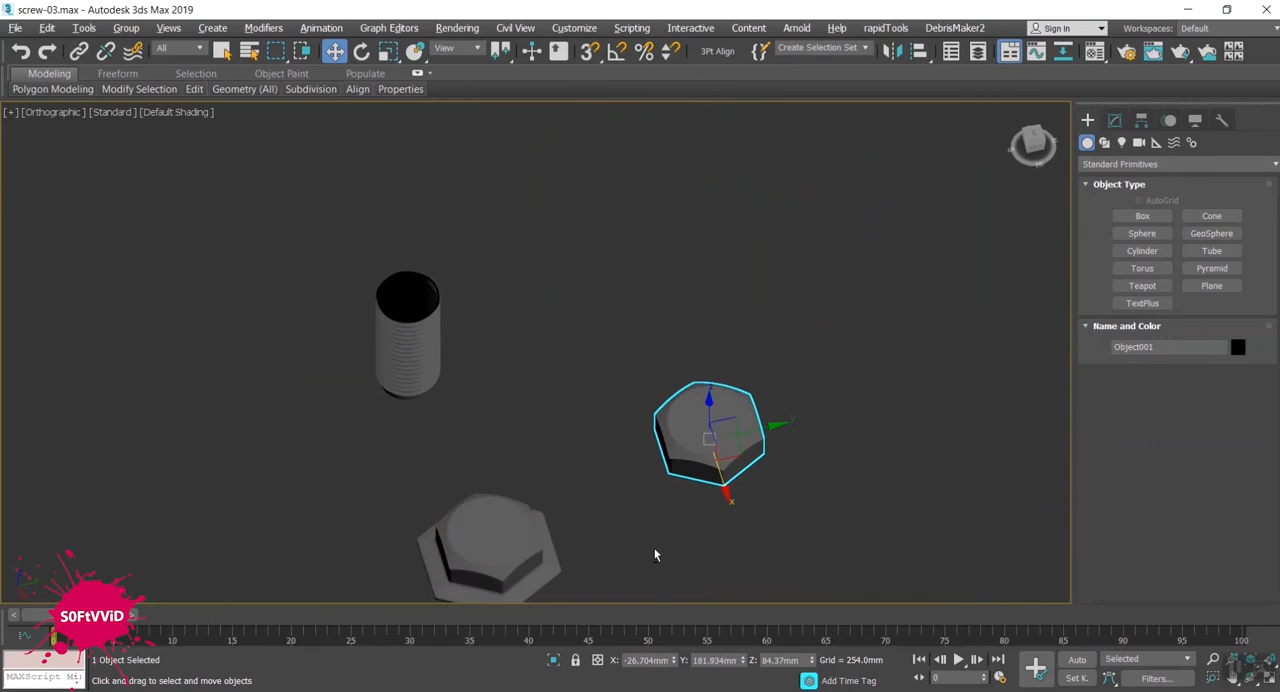 screw-03.max - Autodesk 3ds Max 2019
File Edit Tools Group Views Create Modifiers Animation Graph Editors Rendering Civil View Customize Scripting Interactive Content Arnold Help rapidTools DebrisMaker2 Sign In Workspaces: Default
All View 3Pt Align Create Selection Set
Modeling Freeform Selection Object Paint Populate
Polygon Modeling Modify Selection Edit Geometry (All) Subdivision Align Properties
[+] [Orthographic ] [Standard ] [Default Shading ]
Standard Primitives
Object Type
AutoGrid
Box Cone
Sphere GeoSphere
Cylinder Tube
Torus Pyramid
Teapot Plane
TextPlus
Name and Color
Object001
y
x
S0FtVViD
0 10 15 20 25 30 35 40 45 50 55 60 65 70 75 80 85 90 95 100
1 Object Selected X: -26.704mm Y: 181.934mm Z: 84.37mm Grid = 254.0mm Auto Selected
MAXScript Mi: Click and drag to select and move objects Add Time Tag 0 Set K. Filters...